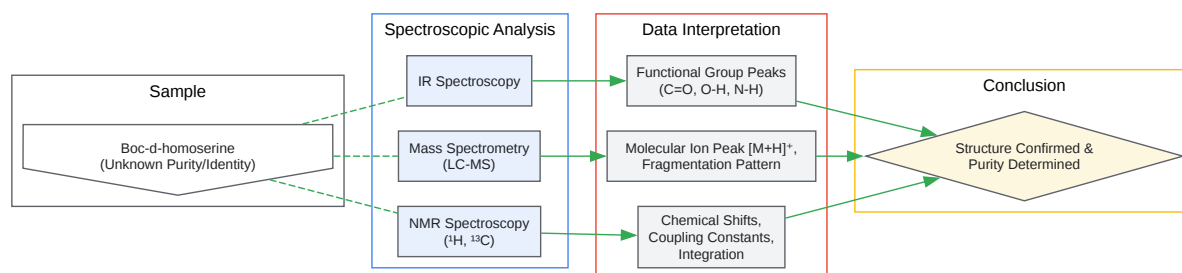 Sample
Boc-d-homoserine
(Unknown Purity/Identity)
Spectroscopic Analysis
IR Spectroscopy
Mass Spectrometry
(LC-MS)
NMR Spectroscopy
(¹H, ¹³C)
Data Interpretation
Functional Group Peaks
(C=O, O-H, N-H)
Molecular Ion Peak [M+H]⁺,
Fragmentation Pattern
Chemical Shifts,
Coupling Constants,
Integration
Conclusion
Structure Confirmed &
Purity Determined